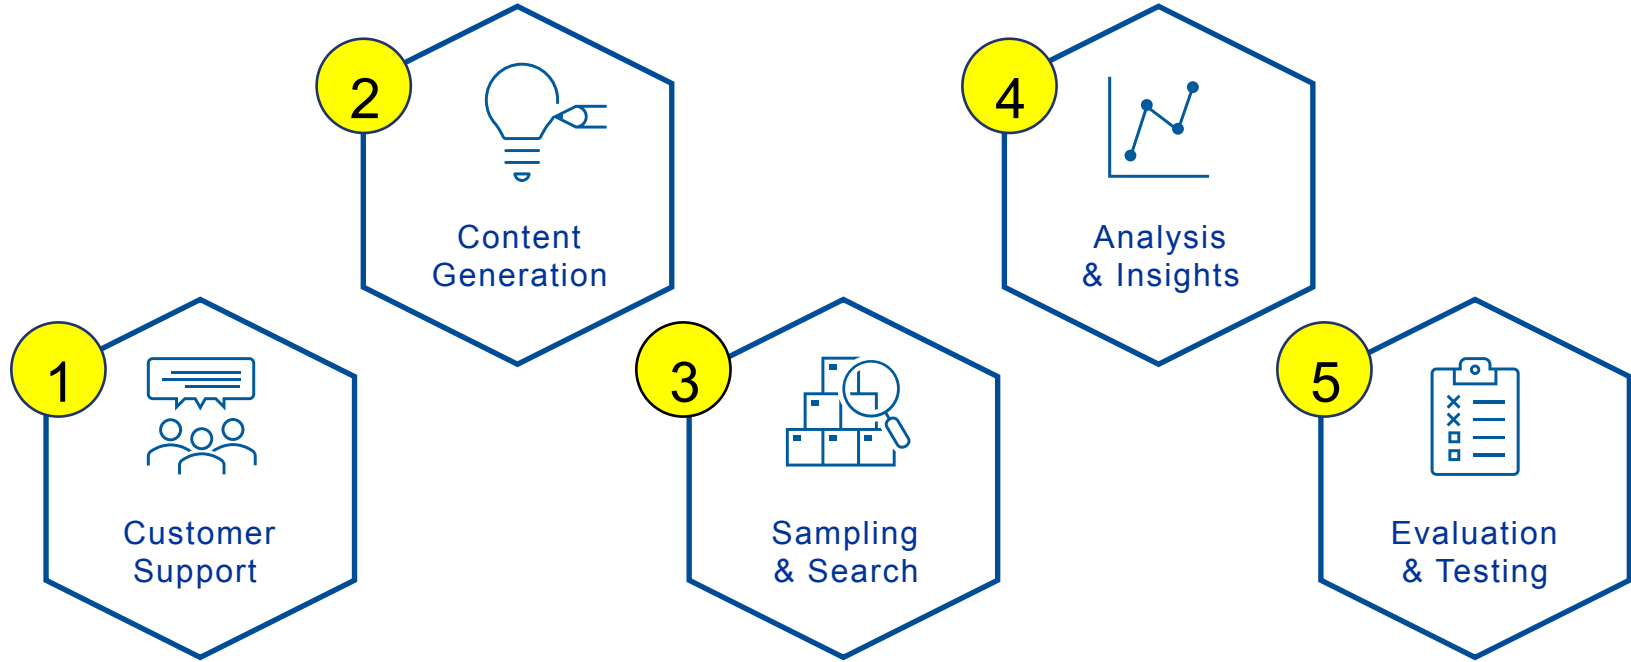 1
Customer
Support
2
Content
Generation
3
Sampling
& Search
4
Analysis
& Insights
5
Evaluation
& Testing